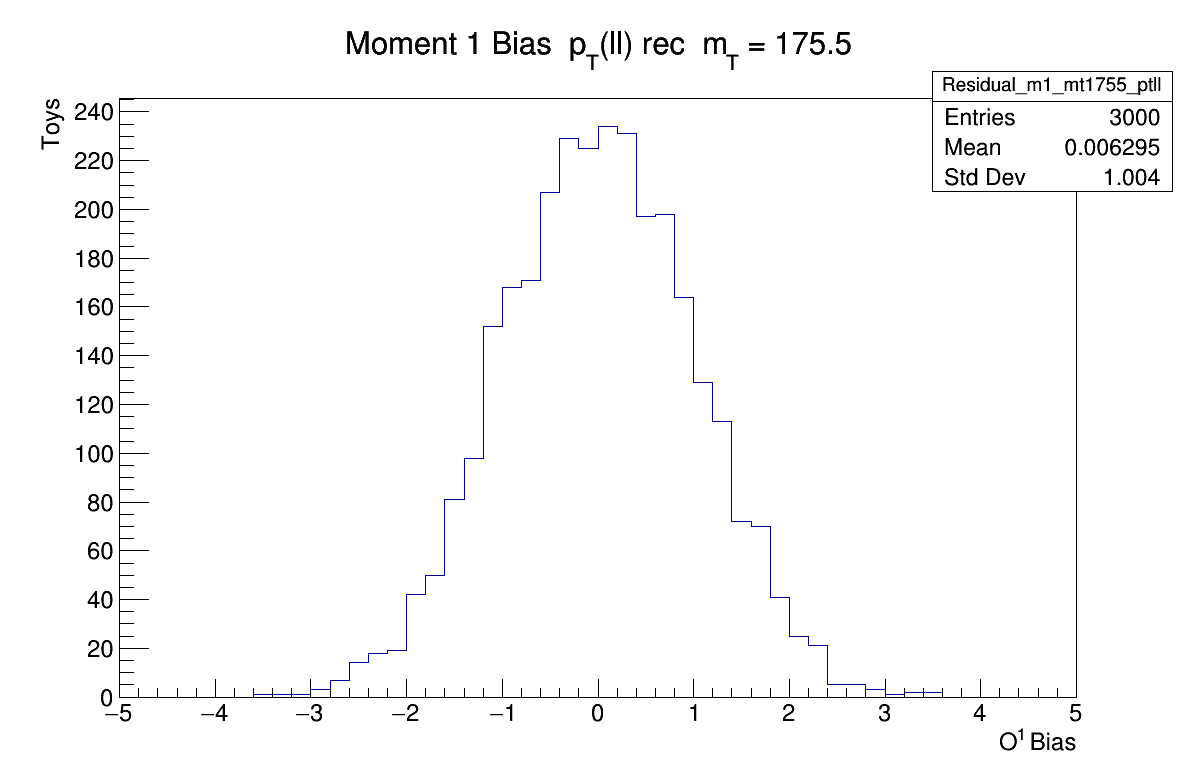 Moment 1 Bias p_T(ll) rec m_T = 175.5
Residual_m1_mt1755_ptll
Entries 3000
Mean 0.006295
Std Dev 1.004
Toys
240
220
200
180
160
140
120
100
80
60
40
20
0
−5 −4 −3 −2 −1 0 1 2 3 4 5
O¹ Bias